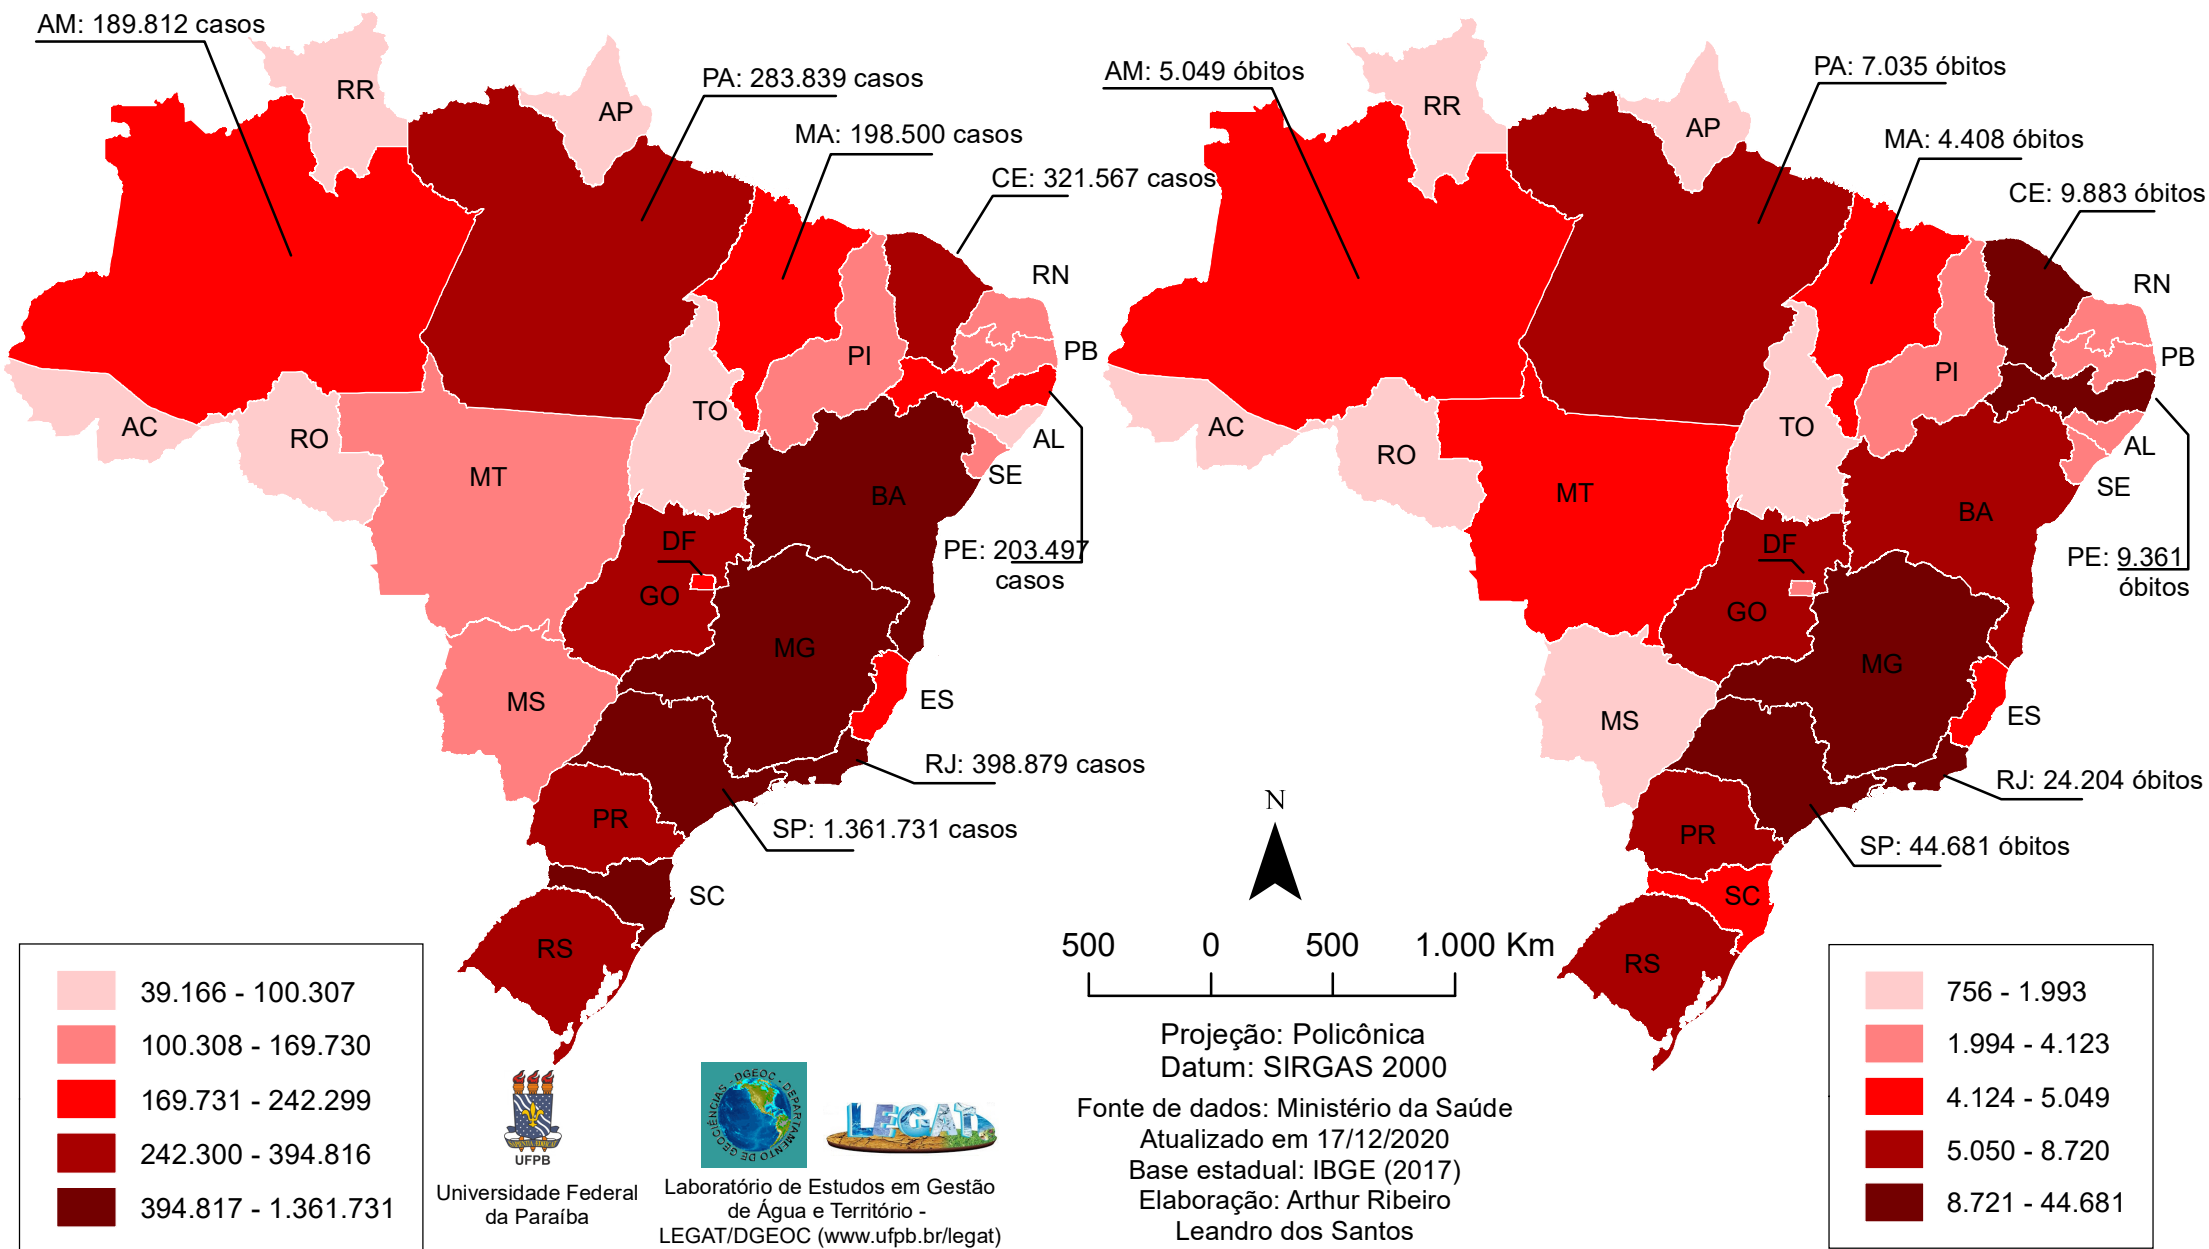 AM: 189.812 casos
RR
AP
PA: 283.839 casos
MA: 198.500 casos
CE: 321.567 casos
RN
PB
PI
TO
AC
RO
MT
AL
SE
BA
DF
GO
PE: 203.497
casos
MG
MS
ES
RJ: 398.879 casos
SP: 1.361.731 casos
PR
SC
RS
AM: 5.049 óbitos
RR
AP
PA: 7.035 óbitos
MA: 4.408 óbitos
CE: 9.883 óbitos
RN
PB
PI
TO
AC
RO
MT
AL
SE
BA
DF
GO
PE: 9.361
óbitos
MG
MS
ES
RJ: 24.204 óbitos
SP: 44.681 óbitos
PR
SC
RS
39.166 - 100.307
100.308 - 169.730
169.731 - 242.299
242.300 - 394.816
394.817 - 1.361.731
UFPB
Universidade Federal
da Paraíba
DGEOC - DEPARTAMENTO DE GEOCIÊNCIAS -
LEGAT
Laboratório de Estudos em Gestão
de Água e Território -
LEGAT/DGEOC (www.ufpb.br/legat)
N
500 0 500 1.000 Km
Projeção: Policônica
Datum: SIRGAS 2000
Fonte de dados: Ministério da Saúde
Atualizado em 17/12/2020
Base estadual: IBGE (2017)
Elaboração: Arthur Ribeiro
Leandro dos Santos
756 - 1.993
1.994 - 4.123
4.124 - 5.049
5.050 - 8.720
8.721 - 44.681